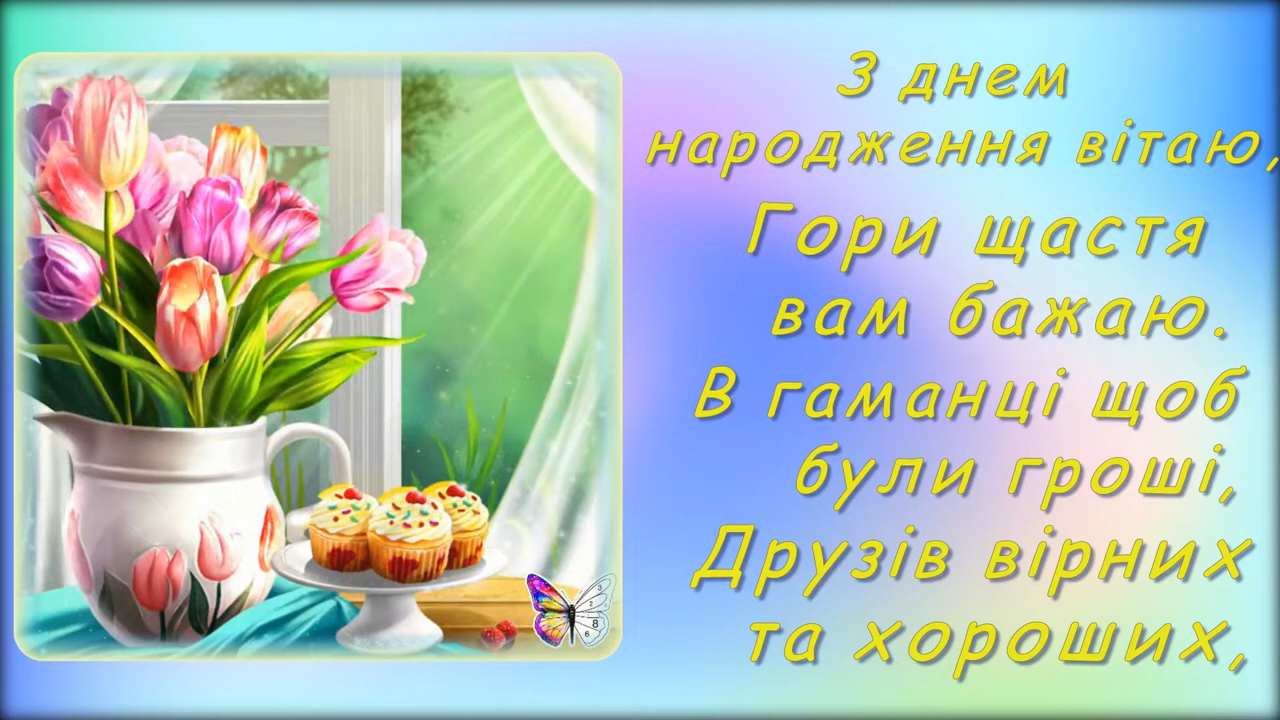 З днем
народження вітаю,
Гори щастя
вам бажаю.
В гаманці щоб
були гроші,
Друзів вірних
та хороших,